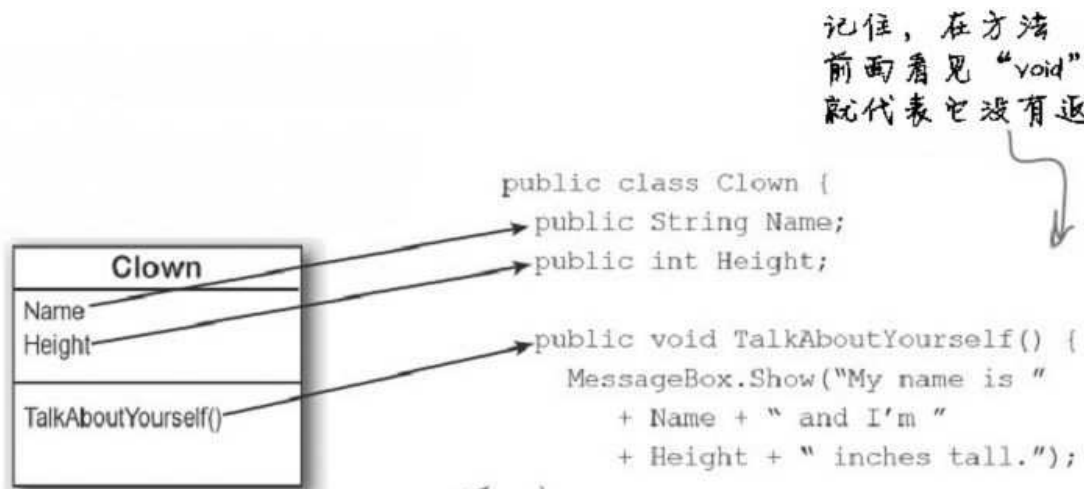 记住，在方法
前面看见“void”
就代表它没有返
public class Clown {
public String Name;
public int Height;
public void TalkAboutYourself() {
MessageBox.Show("My name is "
+ Name + " and I'm "
+ Height + " inches tall.");
Clown
Name
Height
TalkAboutYourself()